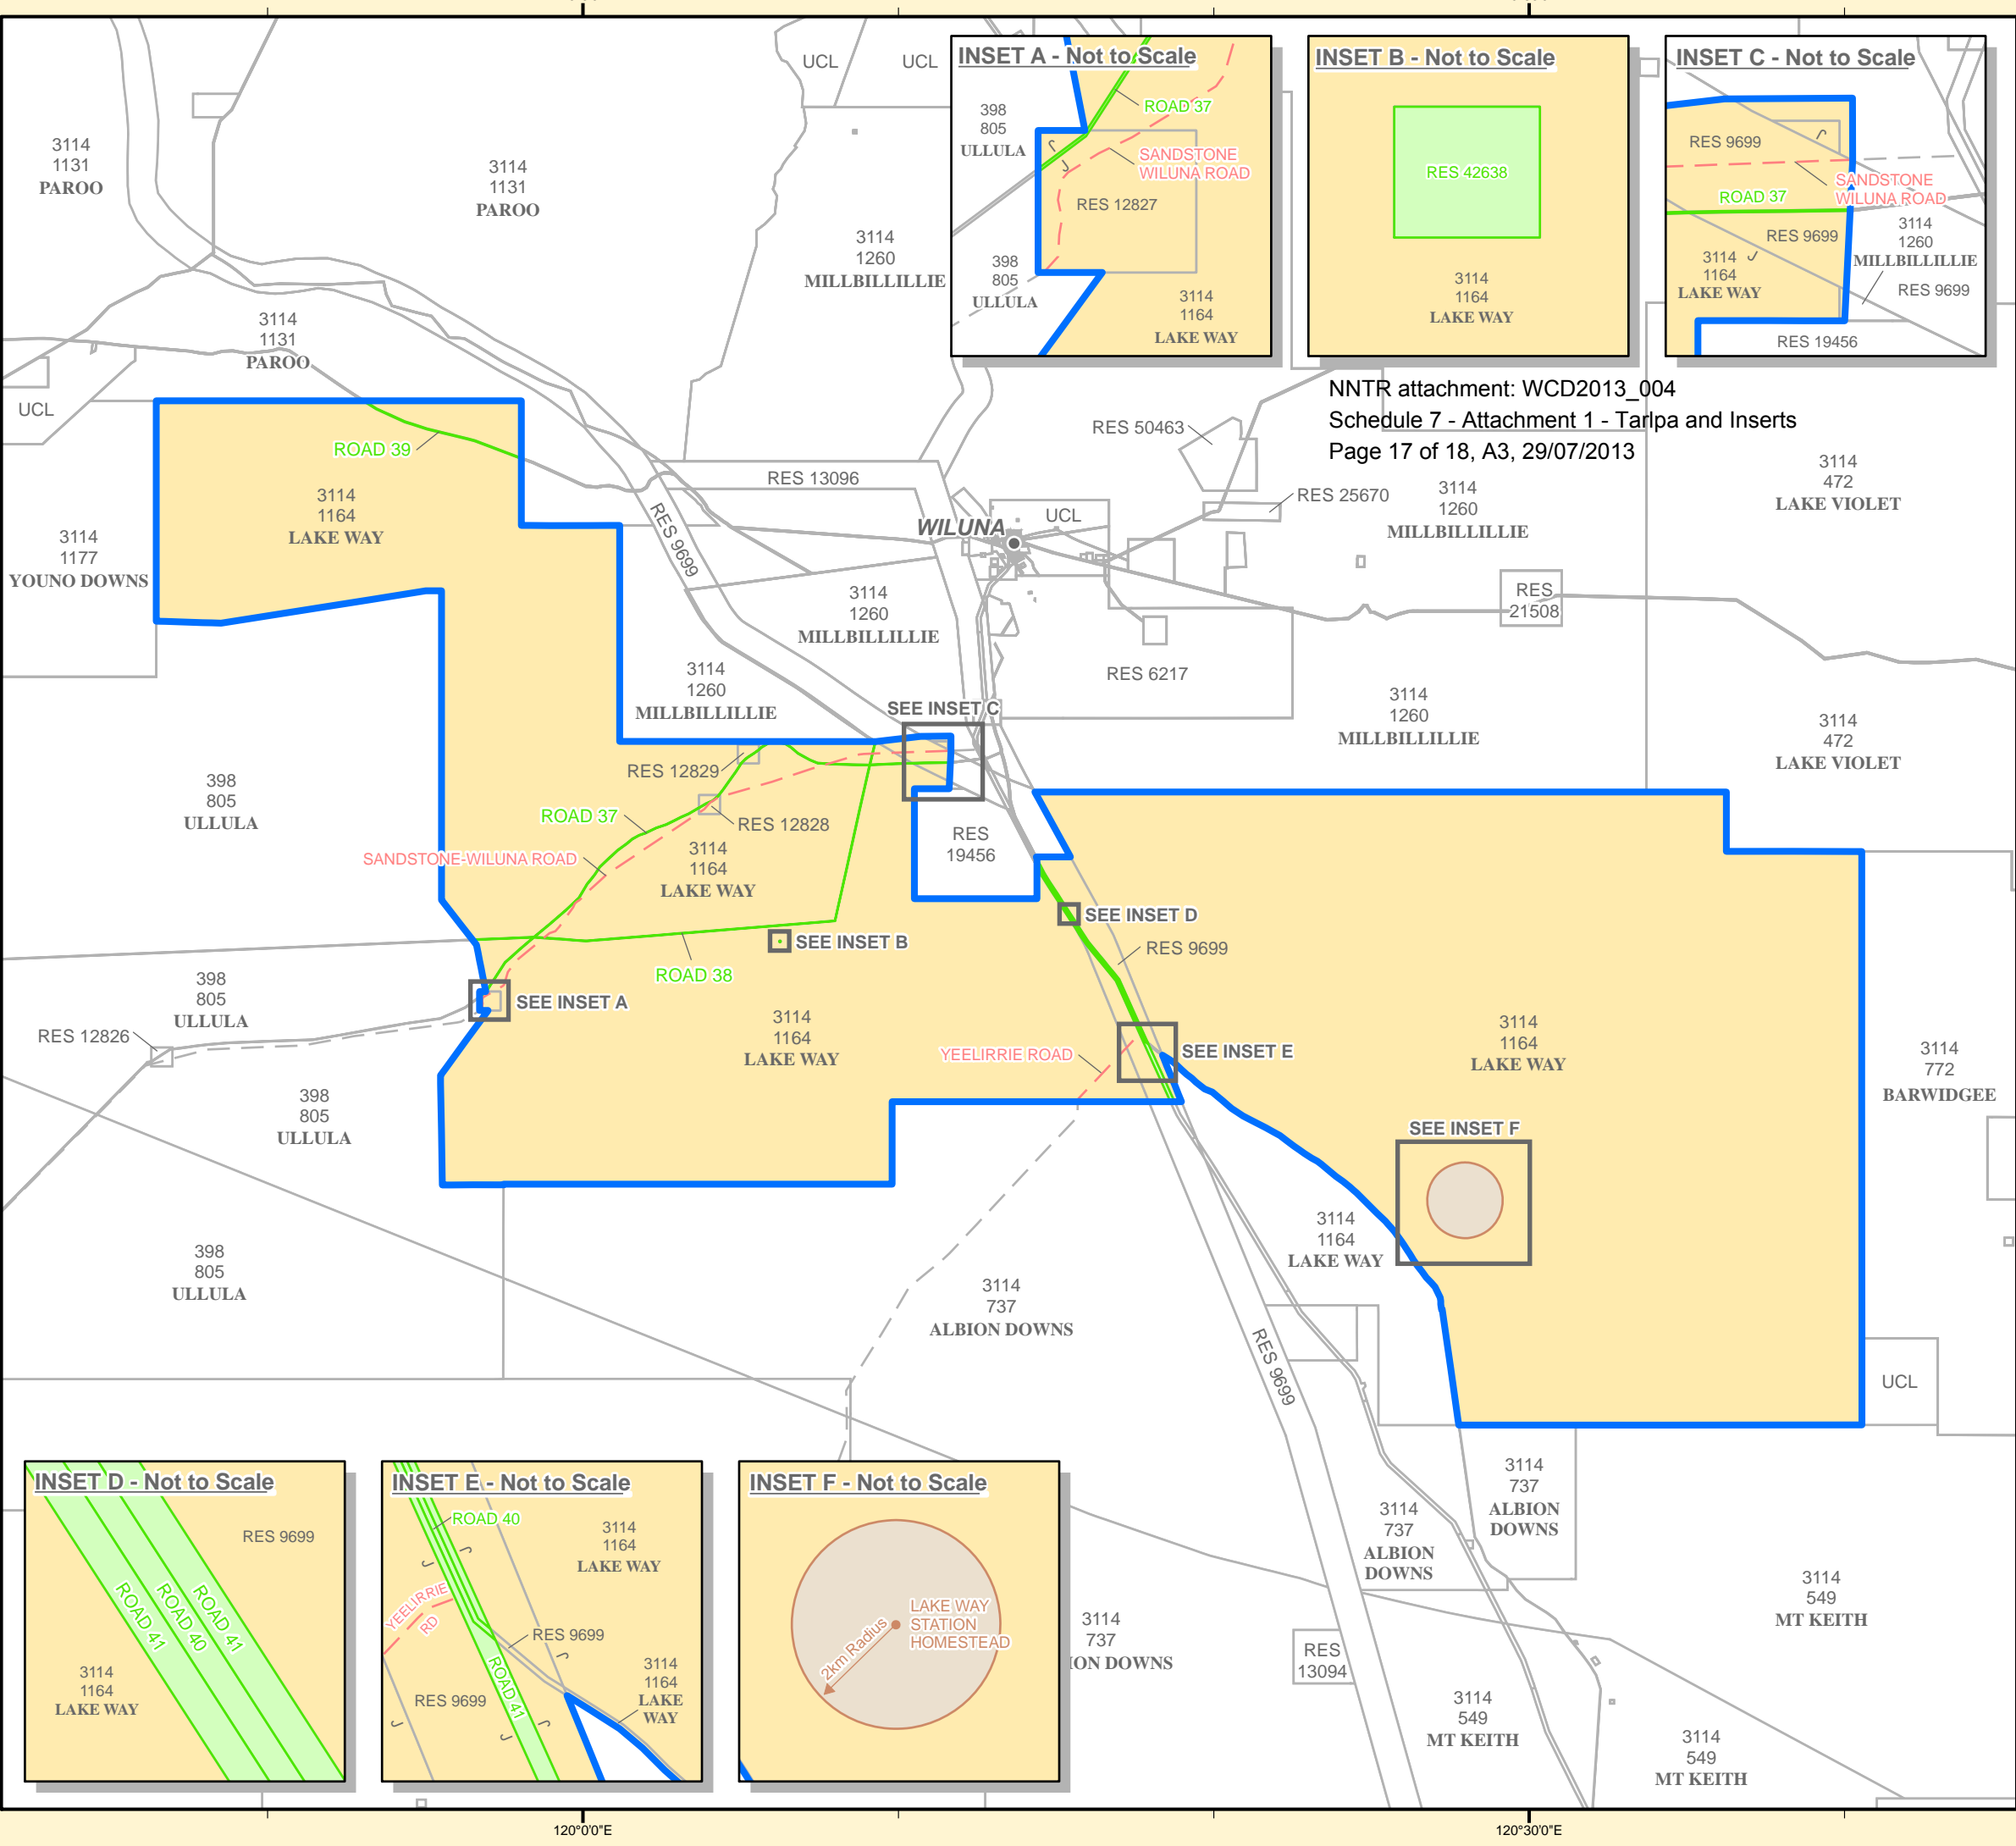 INSET A - Not to Scale
398
805
ULLULA
ROAD 37
SANDSTONE
WILUNA ROAD
RES 12827
398
805
ULLULA
3114
1164
LAKE WAY
INSET B - Not to Scale
RES 42638
3114
1164
LAKE WAY
INSET C - Not to Scale
RES 9699
SANDSTONE
WILUNA ROAD
ROAD 37
RES 9699
3114
1260
MILLBILLILLIE
3114
1164
LAKE WAY
RES 9699
RES 19456
NNTR attachment: WCD2013_004
Schedule 7 - Attachment 1 - Tarlpa and Inserts
Page 17 of 18, A3, 29/07/2013
UCL
UCL
3114
1131
PAROO
3114
1131
PAROO
3114
1260
MILLBILLILLIE
3114
1131
PAROO
UCL
ROAD 39
RES 50463
RES 13096
3114
472
LAKE VIOLET
3114
1164
LAKE WAY
RES 9699
RES 25670
3114
1260
MILLBILLILLIE
WILUNA
UCL
3114
1177
YOUNO DOWNS
3114
1260
MILLBILLILLIE
RES
21508
RES 6217
3114
1260
MILLBILLILLIE
SEE INSET C
3114
1260
MILLBILLILLIE
3114
472
LAKE VIOLET
RES 12829
398
805
ULLULA
ROAD 37
RES 12828
SANDSTONE-WILUNA ROAD
3114
1164
LAKE WAY
RES
19456
SEE INSET D
SEE INSET B
RES 9699
ROAD 38
398
805
ULLULA
SEE INSET A
RES 12826
3114
1164
LAKE WAY
YEELIRRIE ROAD
SEE INSET E
3114
1164
LAKE WAY
3114
772
BARWIDGEE
398
805
ULLULA
SEE INSET F
3114
1164
LAKE WAY
398
805
ULLULA
3114
737
ALBION DOWNS
RES 9699
UCL
INSET D - Not to Scale
RES 9699
ROAD 41
ROAD 40
ROAD 41
3114
1164
LAKE WAY
INSET E - Not to Scale
ROAD 40
3114
1164
LAKE WAY
YEELIRRIE
RD
RES 9699
ROAD 41
RES 9699
3114
1164
LAKE
WAY
INSET F - Not to Scale
LAKE WAY
STATION
HOMESTEAD
2km Radius
3114
737
ION DOWNS
3114
737
ALBION
DOWNS
3114
737
ALBION
DOWNS
RES
13094
3114
549
MT KEITH
3114
549
MT KEITH
3114
549
MT KEITH
120°0'0"E
120°30'0"E